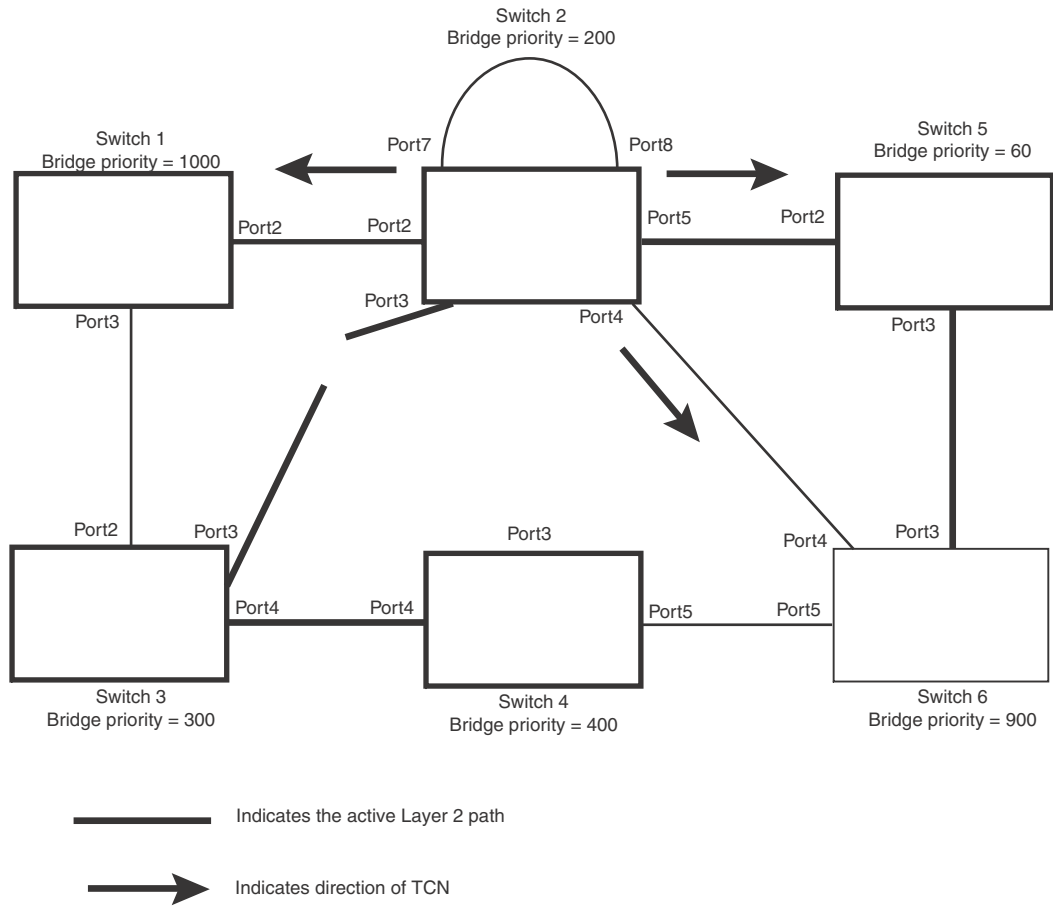 Switch 2
Bridge priority = 200
Switch 1
Bridge priority = 1000
Port7
Port8
Switch 5
Bridge priority = 60
Port2
Port2
Port5
Port2
Port3
Port3
Port4
Port3
Port2
Port3
Port3
Port4
Port3
Port4
Port4
Port5
Port5
Switch 3
Bridge priority = 300
Switch 4
Bridge priority = 400
Switch 6
Bridge priority = 900
Indicates the active Layer 2 path
Indicates direction of TCN